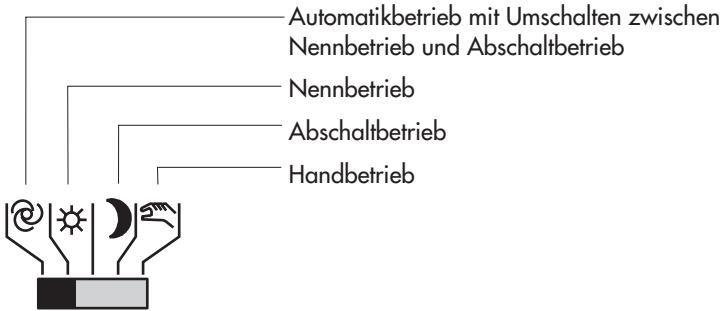 Automatikbetrieb mit Umschalten zwischen
Nennbetrieb und Abschaltbetrieb
Nennbetrieb
Abschaltbetrieb
Handbetrieb